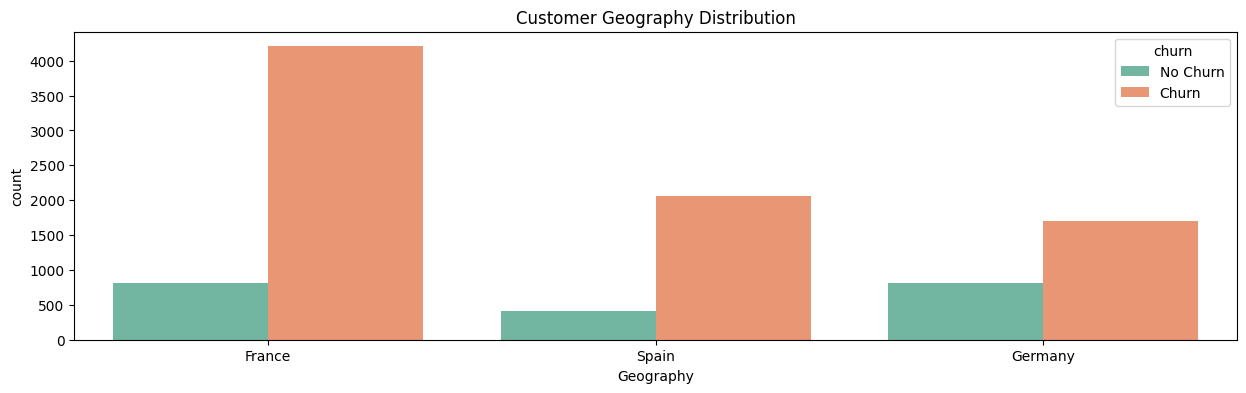 Customer Geography Distribution
churn
No Churn
Churn
4000
3500
3000
2500
2000
1500
1000
500
0
count
France
Spain
Germany
Geography